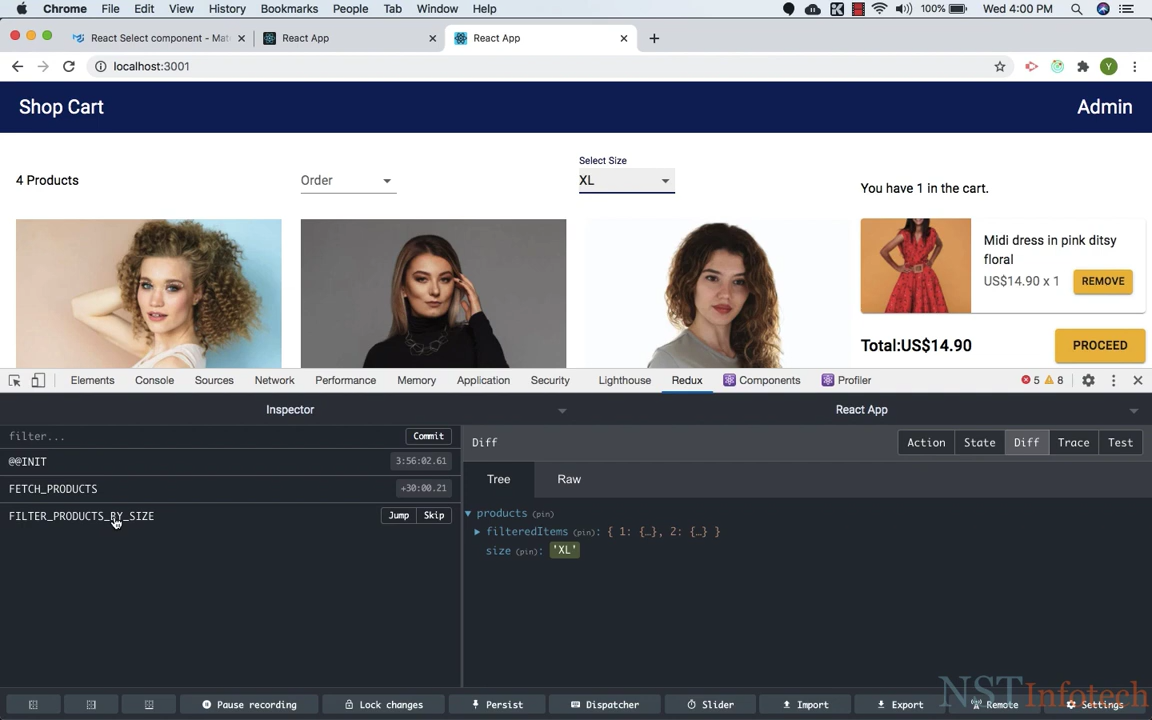 Chrome File Edit View History Bookmarks People Tab Window Help 100% Wed 4:00 PM
React Select component - Mate
React App
React App
localhost:3001
Y
Shop Cart
Admin
4 Products
Order
Select Size
XL
You have 1 in the cart.
Midi dress in pink ditsy
floral
US$14.90 x 1
REMOVE
Total:US$14.90
PROCEED
Elements Console Sources Network Performance Memory Application Security Lighthouse Redux Components Profiler 5 8
Inspector
React App
filter...
Commit
@@INIT
3:56:02.61
FETCH_PRODUCTS
+30:00.21
FILTER_PRODUCTS_BY_SIZE
Jump Skip
Diff
Action State Diff Trace Test
Tree Raw
products (pin)
filteredItems (pin): { 1: {…}, 2: {…} }
size (pin): 'XL'
Pause recording Lock changes Persist Dispatcher Slider Import Export Remote Settings
NSTInfotech